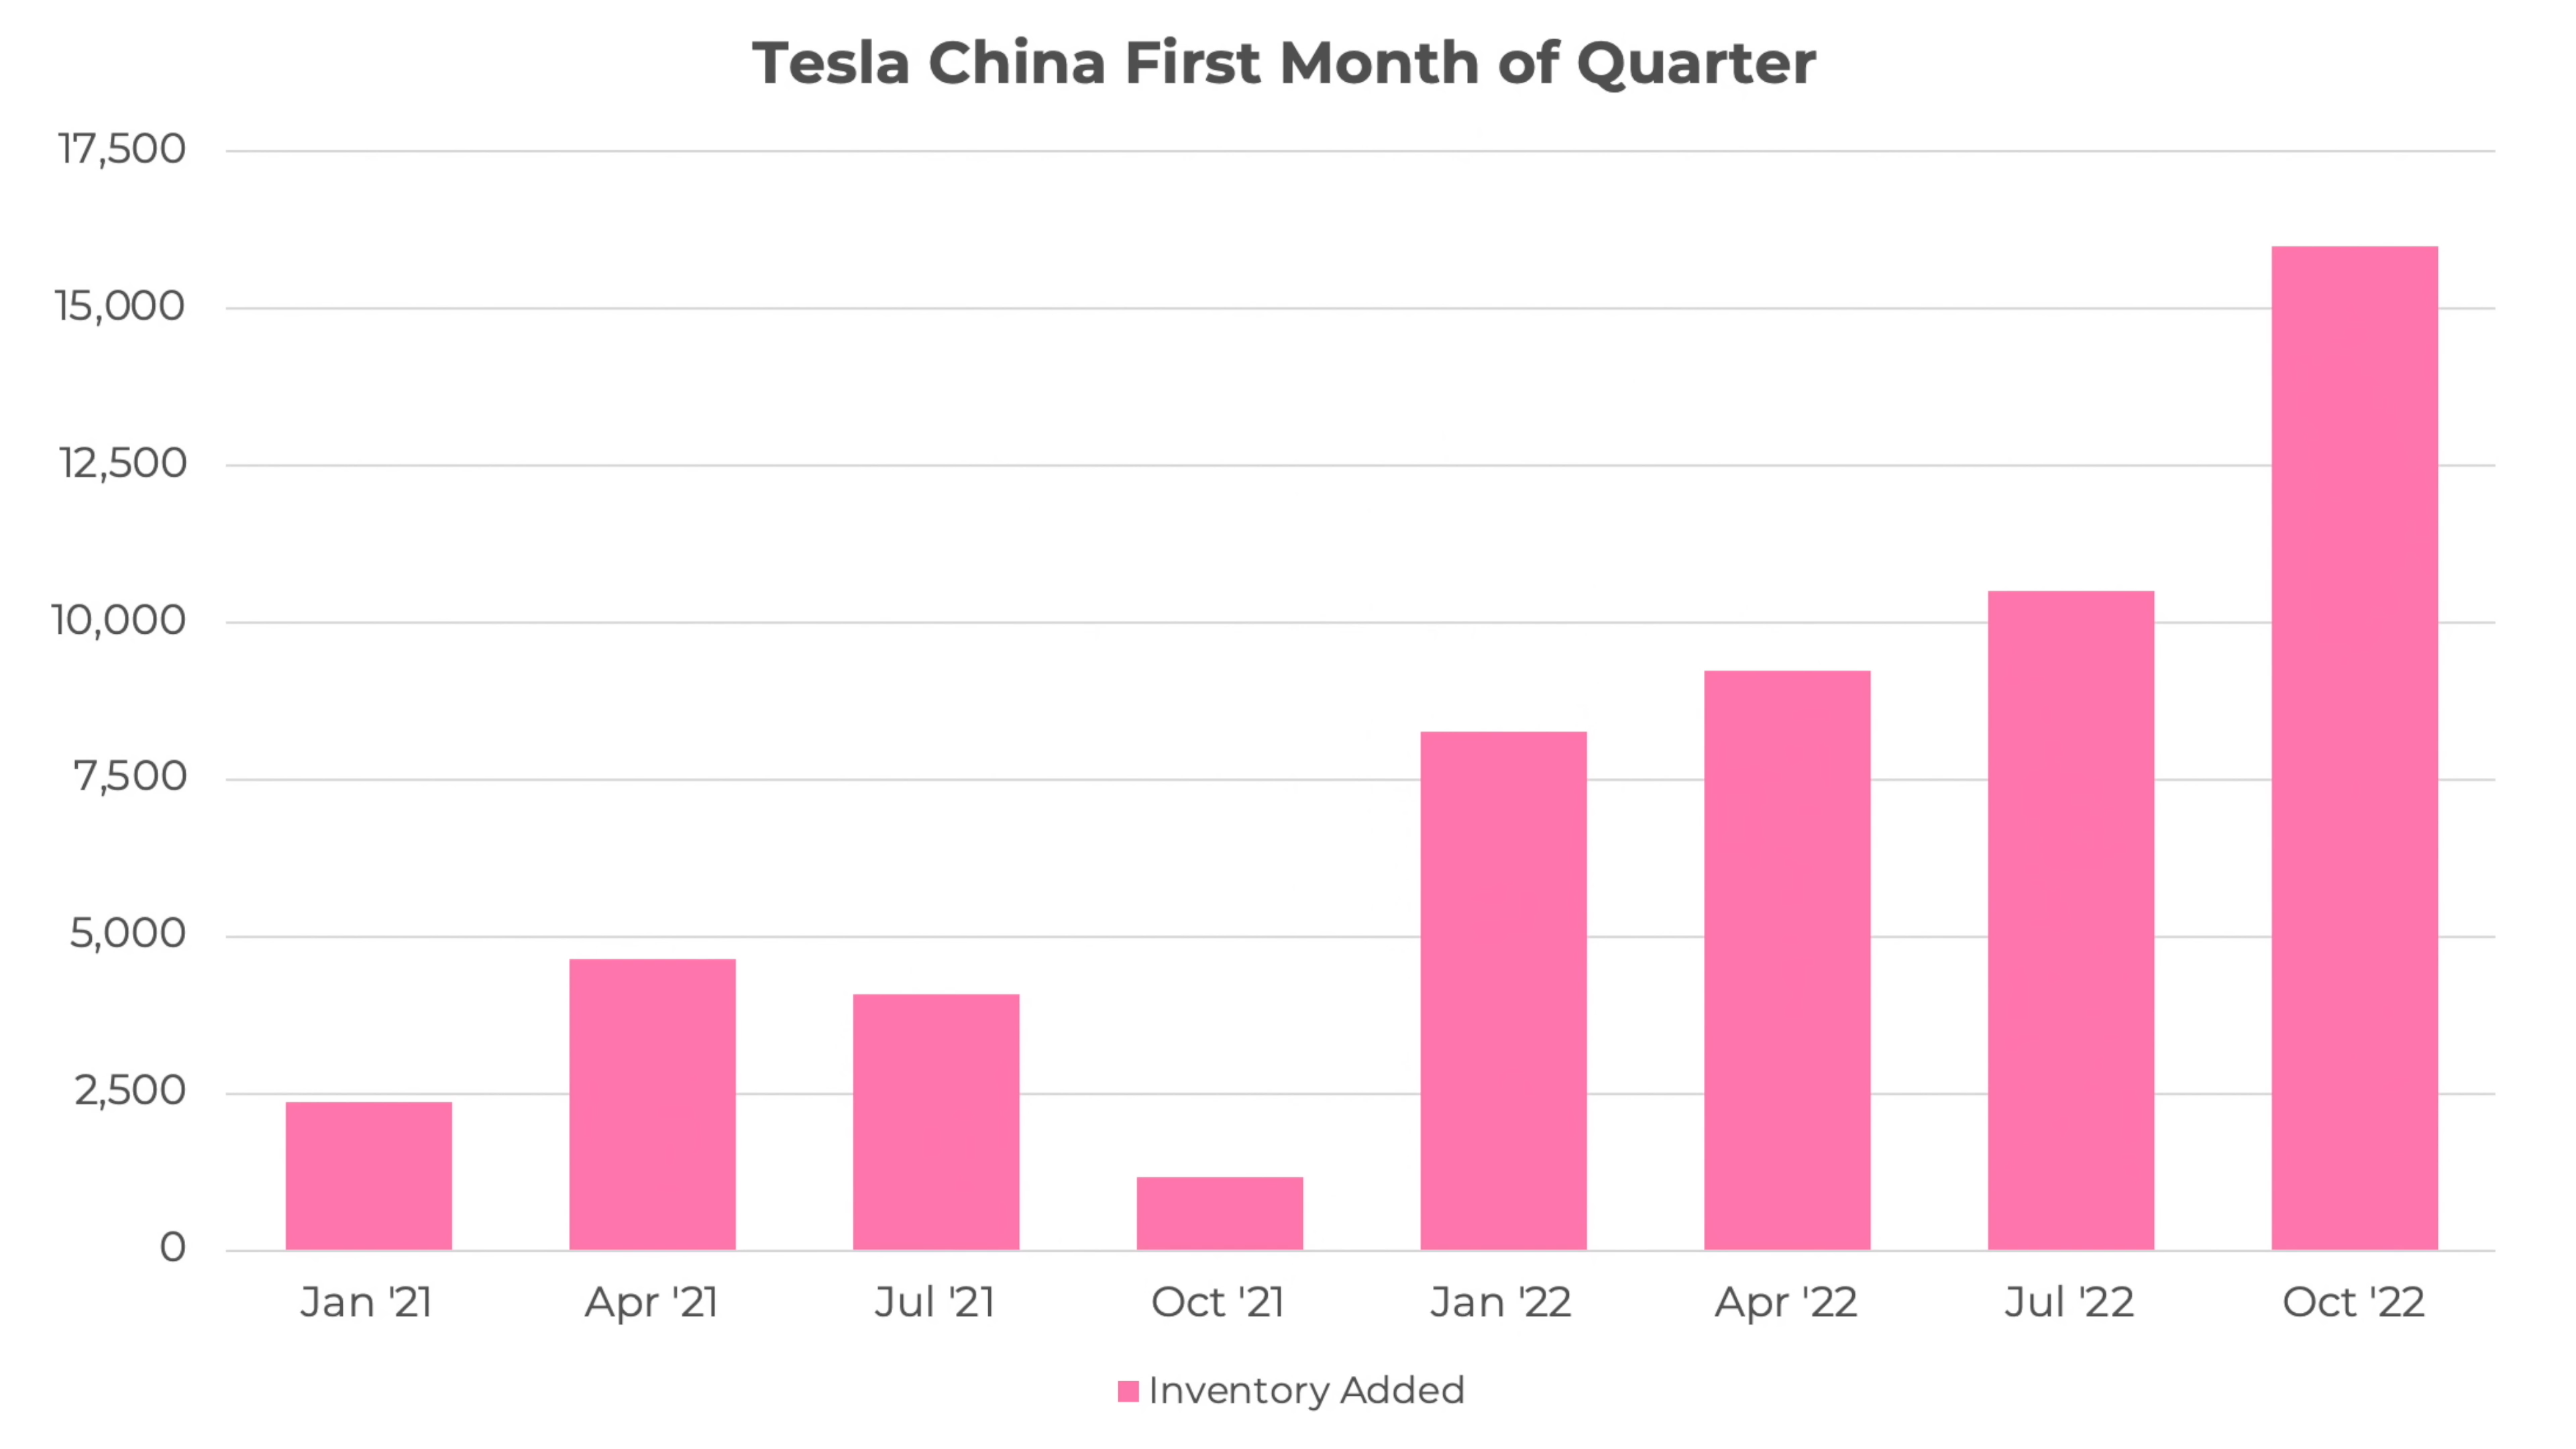 Tesla China First Month of Quarter
17,500
15,000
12,500
10,000
7,500
5,000
2,500
0
Jan '21 Apr '21 Jul '21 Oct '21 Jan '22 Apr '22 Jul '22 Oct '22
Inventory Added